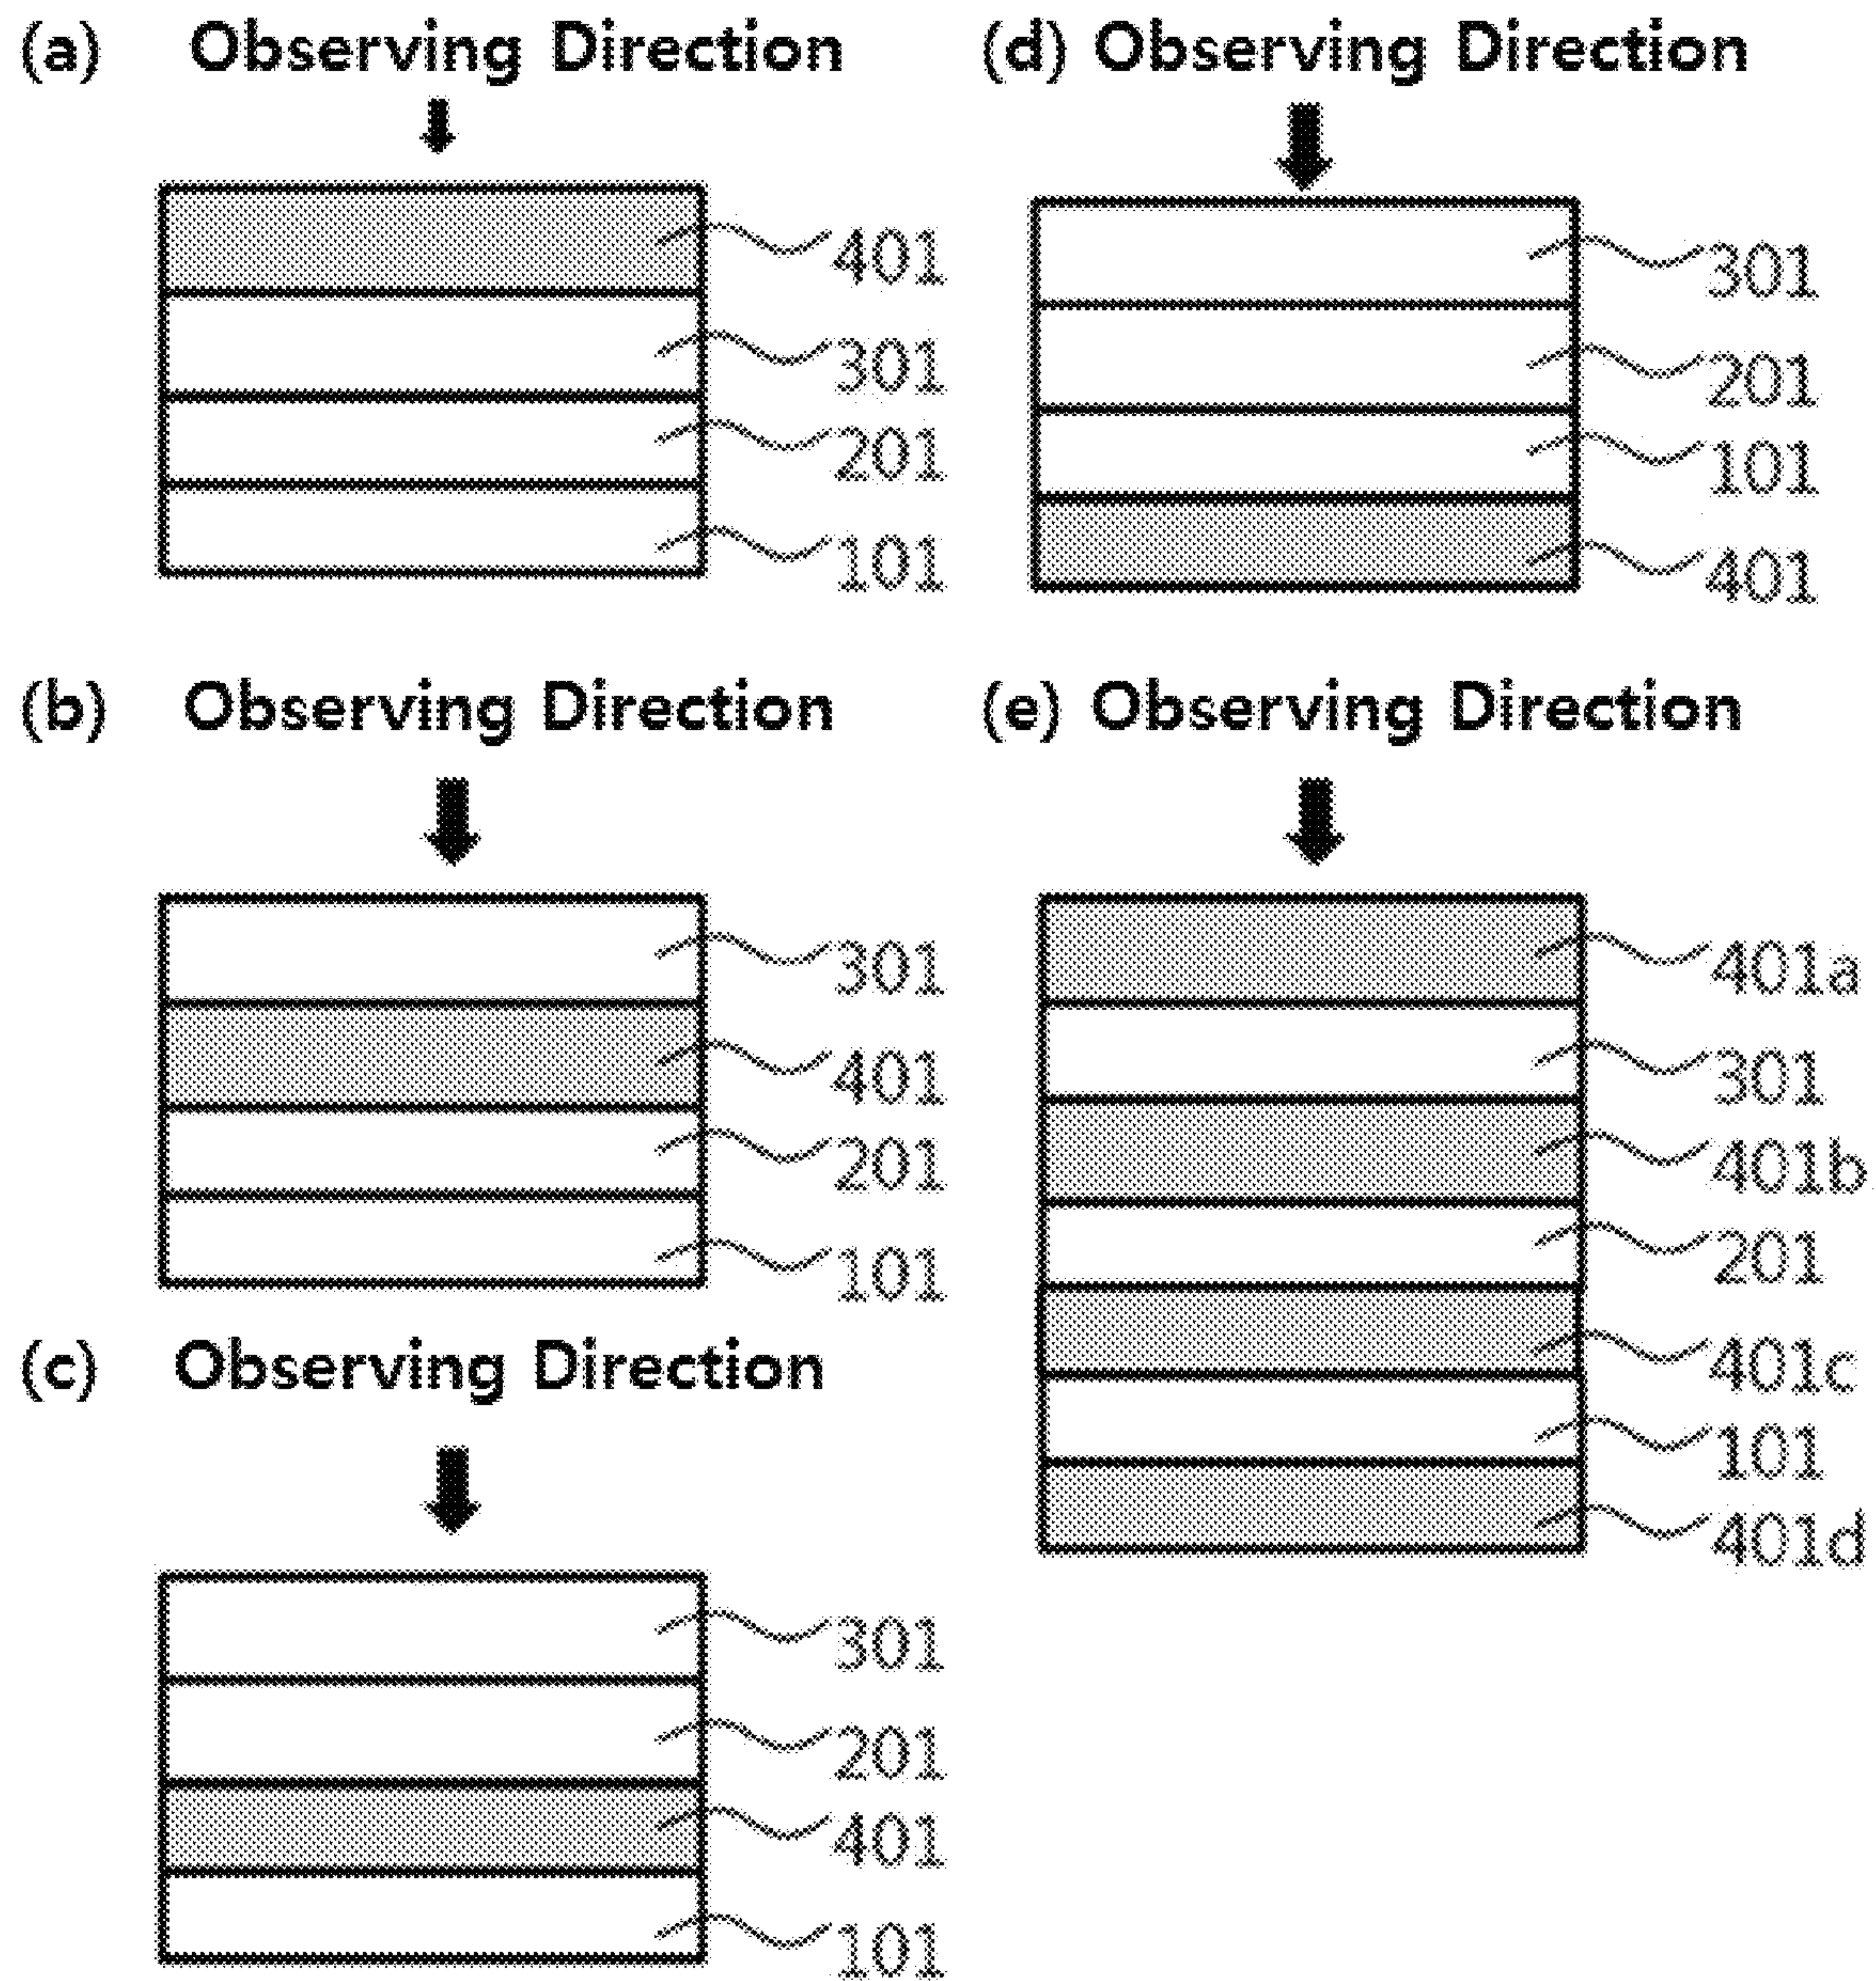 (a) Observing Direction
401
301
201
101
(b) Observing Direction
301
401
201
101
(c) Observing Direction
301
201
401
101
(d) Observing Direction
301
201
101
401
(e) Observing Direction
401a
301
401b
201
401c
101
401d